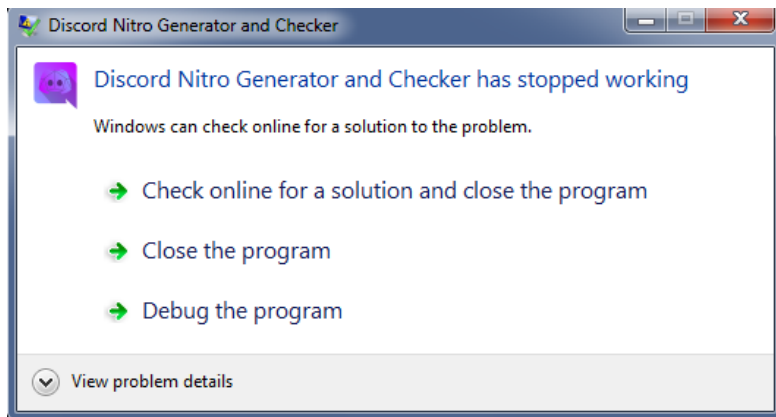 Discord Nitro Generator and Checker
Discord Nitro Generator and Checker has stopped working
Windows can check online for a solution to the problem.
Check online for a solution and close the program
Close the program
Debug the program
View problem details